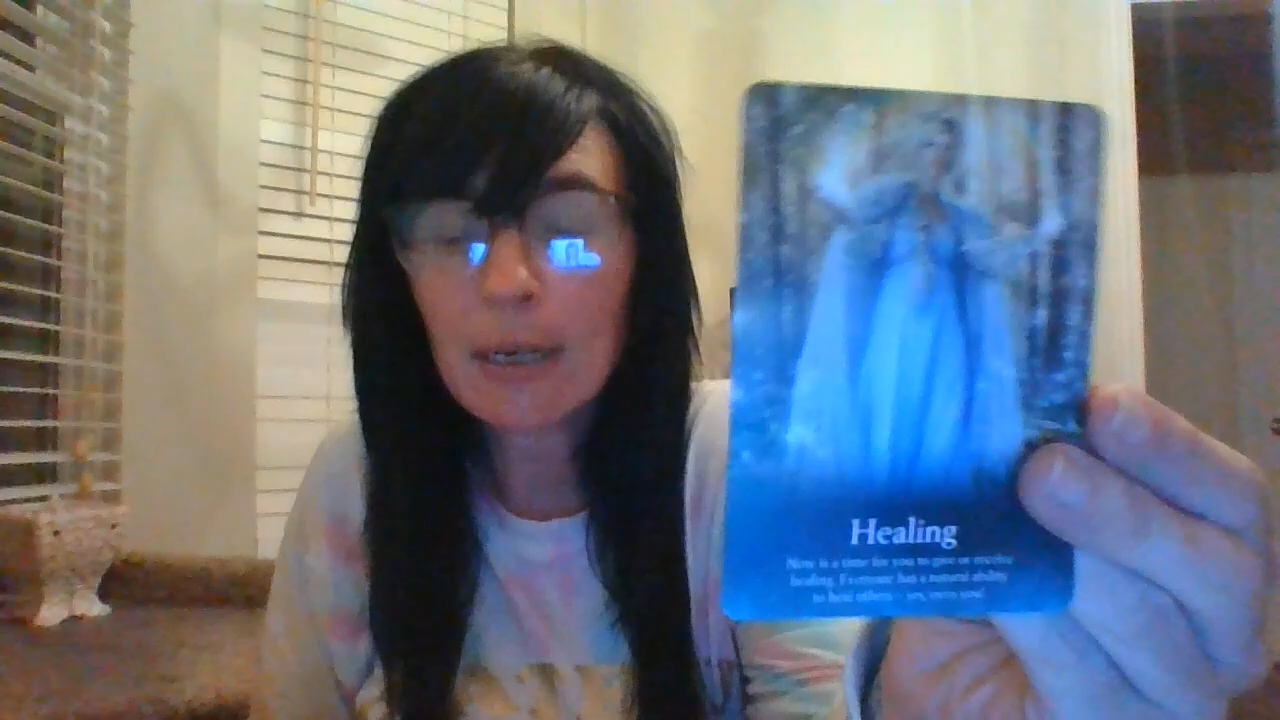 Healing
Now is a time for you to give or receive
healing. Everyone has a natural ability
to heal others – yes, even you!